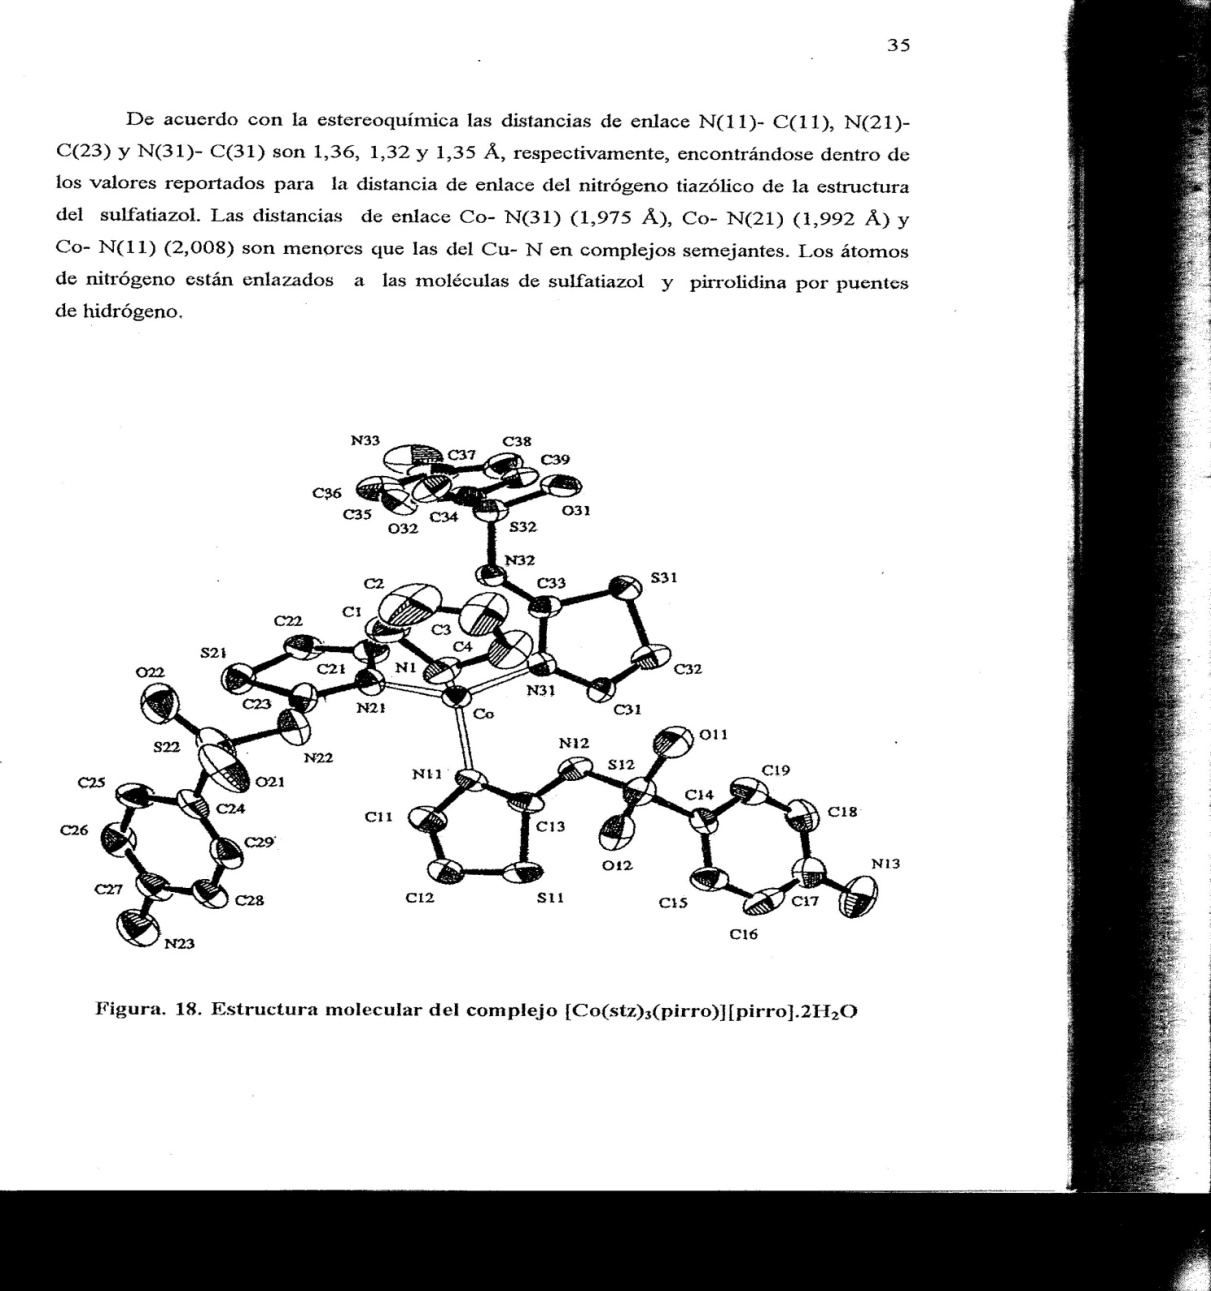 35
De acuerdo con la estereoquímica las distancias de enlace N(11)- C(11), N(21)-
C(23) y N(31)- C(31) son 1,36, 1,32 y 1,35 Å, respectivamente, encontrándose dentro de
los valores reportados para la distancia de enlace del nitrógeno tiazólico de la estructura
del sulfatiazol. Las distancias de enlace Co- N(31) (1,975 Å), Co- N(21) (1,992 Å) y
Co- N(11) (2,008) son menores que las del Cu- N en complejos semejantes. Los átomos
de nitrógeno están enlazados a las moléculas de sulfatiazol y pirrolidina por puentes
de hidrógeno.
N33
C38
C37
C39
C36
C35
O32
C34
S32
O31
N32
C33
S31
C2
C1
C3
C22
C4
S21
C21
N1
C32
O22
C23
N21
N31
C31
Co
S22
N22
N12
O11
S12
C25
O21
N11
C19
C24
C14
C11
C13
C18
C26
C29
O12
N13
C27
C28
C12
S11
C15
C17
C16
N23
Figura. 18. Estructura molecular del complejo [Co(stz)₃(pirro)][pirro].2H₂O